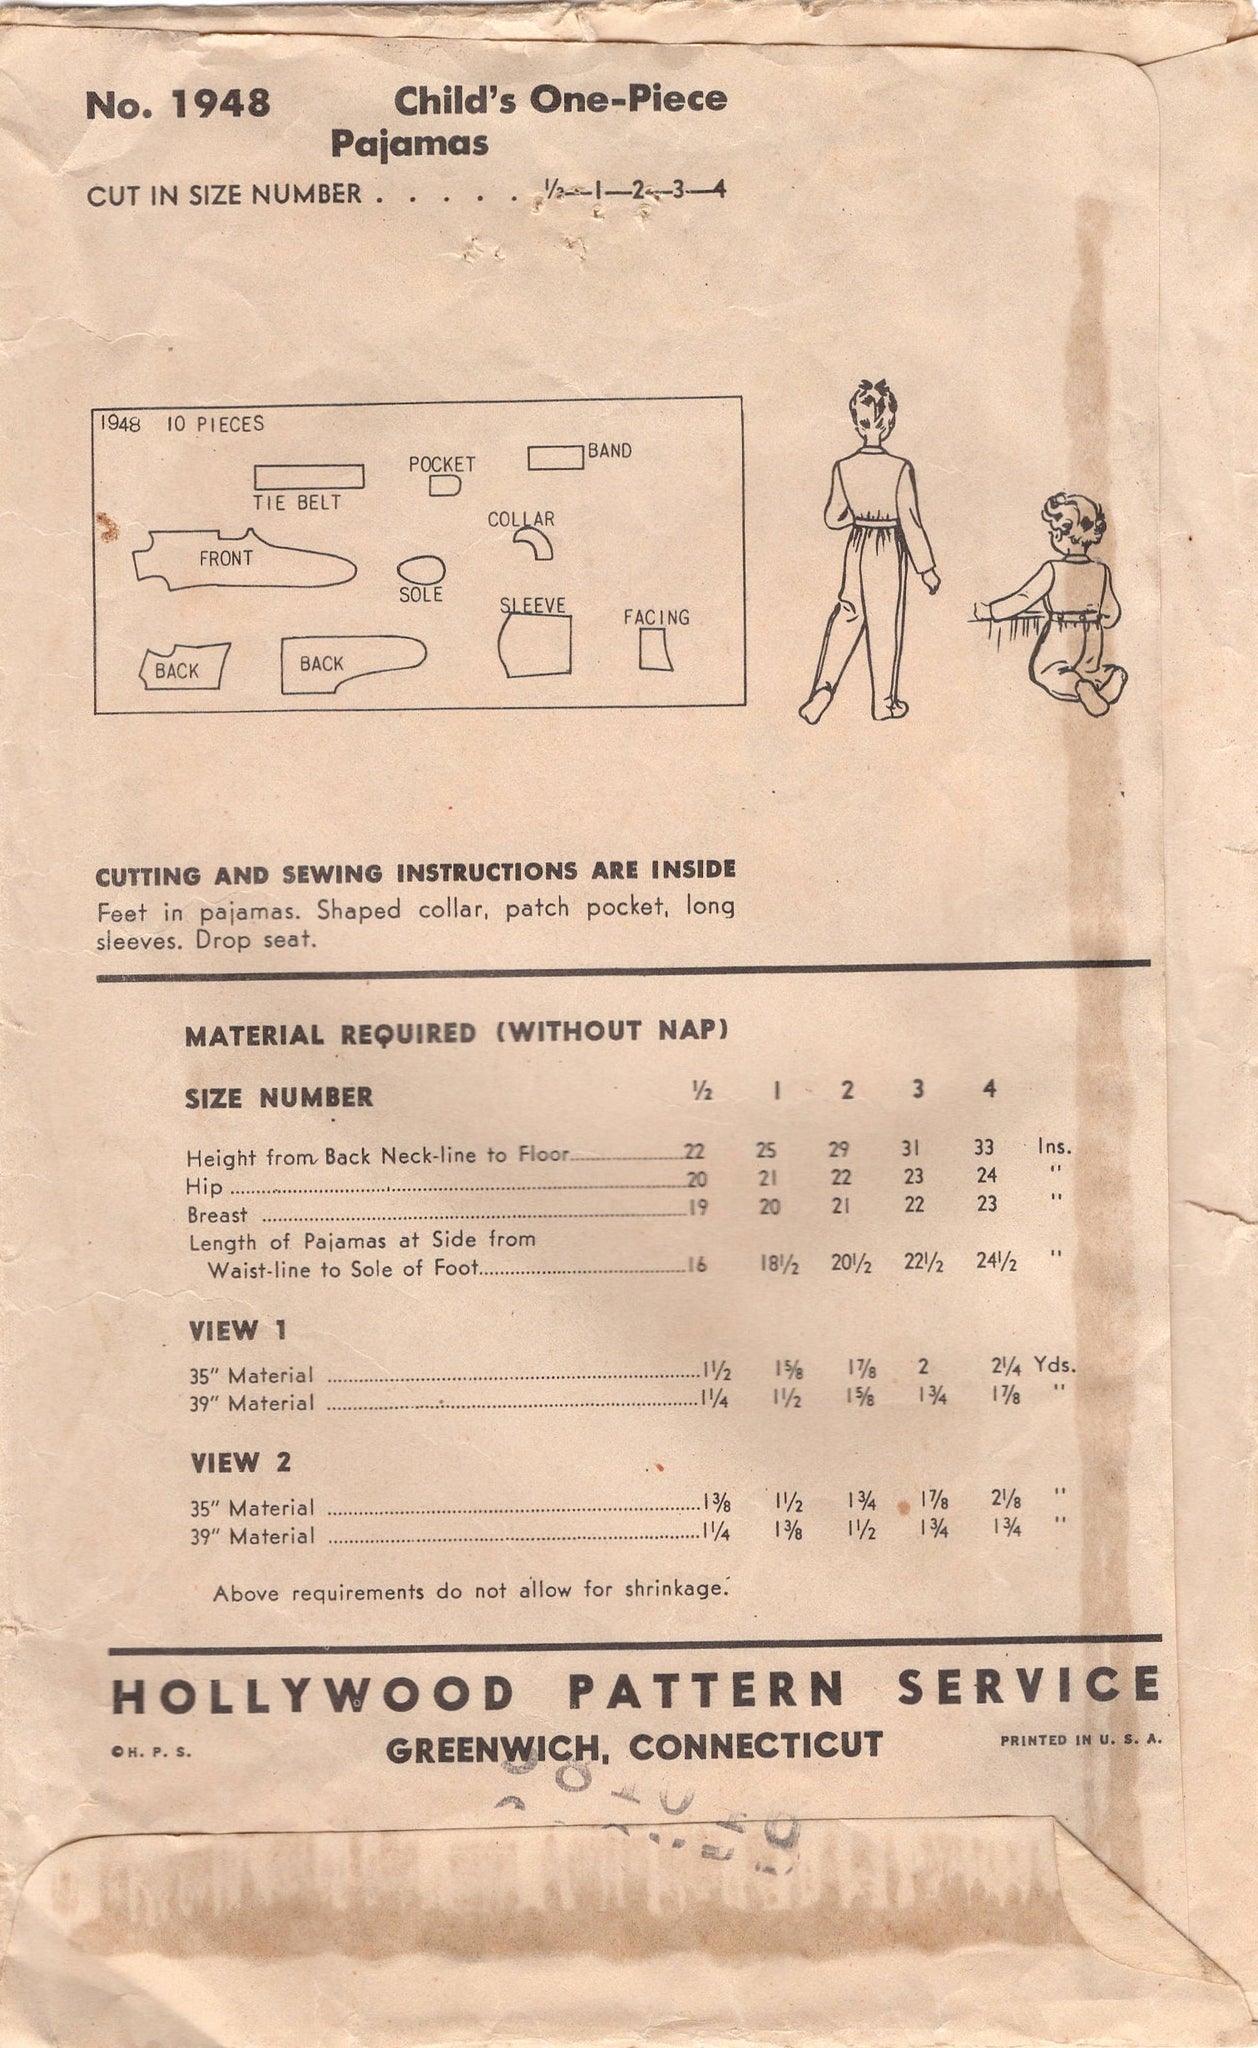 No. 1948 Child's One-Piece
Pajamas
CUT IN SIZE NUMBER . . . . . . ½—1—2—3—4
1948 10 PIECES
TIE BELT
POCKET
BAND
FRONT
SOLE
COLLAR
BACK
BACK
SLEEVE
FACING
CUTTING AND SEWING INSTRUCTIONS ARE INSIDE
Feet in pajamas. Shaped collar, patch pocket, long
sleeves. Drop seat.
MATERIAL REQUIRED (WITHOUT NAP)
SIZE NUMBER ½ 1 2 3 4
Height from Back Neck-line to Floor 22 25 29 31 33 Ins.
Hip 20 21 22 23 24 "
Breast 19 20 21 22 23 "
Length of Pajamas at Side from
Waist-line to Sole of Foot 16 18½ 20½ 22½ 24½ "
VIEW 1
35" Material 1½ 1⅝ 1⅞ 2 2¼ Yds.
39" Material 1¼ 1½ 1⅝ 1¾ 1⅞ "
VIEW 2
35" Material 1⅜ 1½ 1¾ 1⅞ 2⅛ "
39" Material 1¼ 1⅜ 1½ 1¾ 1¾ "
Above requirements do not allow for shrinkage.
HOLLYWOOD PATTERN SERVICE
©H. P. S. GREENWICH, CONNECTICUT PRINTED IN U. S. A.